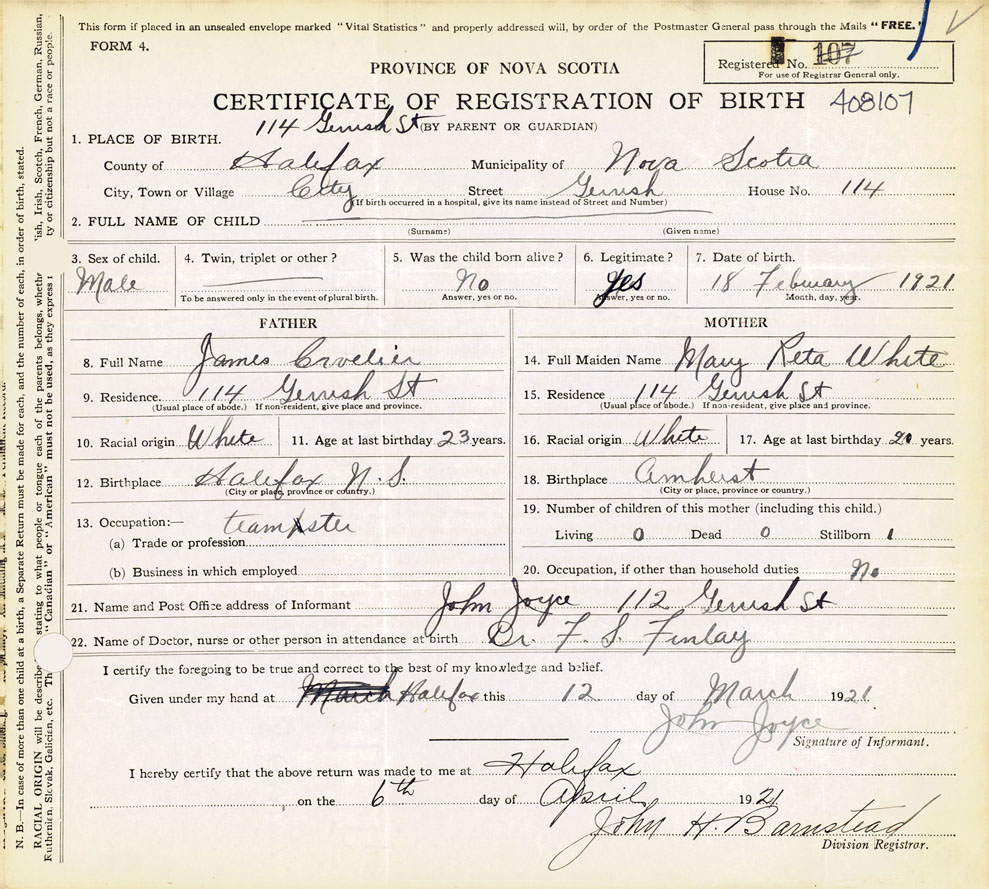 This form if placed in an unsealed envelope marked "Vital Statistics" and properly addressed will, by order of the Postmaster General pass through the Mails "FREE."
FORM 4.
Registered No. 107
For use of Registrar General only.
PROVINCE OF NOVA SCOTIA
CERTIFICATE OF REGISTRATION OF BIRTH 408107
114 Gerrish St (BY PARENT OR GUARDIAN)
1. PLACE OF BIRTH.
County of Halifax Municipality of Nova Scotia
City, Town or Village City Street Gerrish House No. 114
(If birth occurred in a hospital, give its name instead of Street and Number)
2. FULL NAME OF CHILD
(Surname) (Given name)
3. Sex of child. 4. Twin, triplet or other? 5. Was the child born alive? 6. Legitimate? 7. Date of birth.
Male No Yes 18 Febuary 1921
To be answered only in the event of plural birth. Answer, yes or no. Answer, yes or no. Month, day, year.
FATHER MOTHER
8. Full Name James Crvelier 14. Full Maiden Name Mary Reta White
9. Residence. 114 Gerrish St 15. Residence 114 Gerrish St
(Usual place of abode.) If non-resident, give place and province. (Usual place of abode.) If non-resident, give place and province.
10. Racial origin White 11. Age at last birthday 23 years. 16. Racial origin White 17. Age at last birthday 20 years.
12. Birthplace Halifax N.S. 18. Birthplace Amherst
(City or place, province or country.) (City or place, province or country.)
13. Occupation:— teampster 19. Number of children of this mother (including this child.)
(a) Trade or profession Living 0 Dead 0 Stillborn 1
(b) Business in which employed 20. Occupation, if other than household duties No
21. Name and Post Office address of Informant John Joyce 112 Gerrish St
22. Name of Doctor, nurse or other person in attendance at birth Dr. F. S. Finlay
I certify the foregoing to be true and correct to the best of my knowledge and belief.
Given under my hand at March Halifax this 12 day of March 1921.
John Joyce
Signature of Informant.
I hereby certify that the above return was made to me at Halifax
, on the 6th day of April 1921
John H. Barnstead
Division Registrar.
N. B.—In case of more than one child at a birth, a Separate Return must be made for each, and the number of each, in order of birth, stated.
RACIAL ORIGIN will be describe stating to what people or tongue each of the parents belongs, wheth 'ish, Irish, Scotch, French, German, Russian,
Ruthenian, Slovak, Galician, etc. Th "Canadian" or "American" must not be used, as they express ty or citizenship but not a race or people.